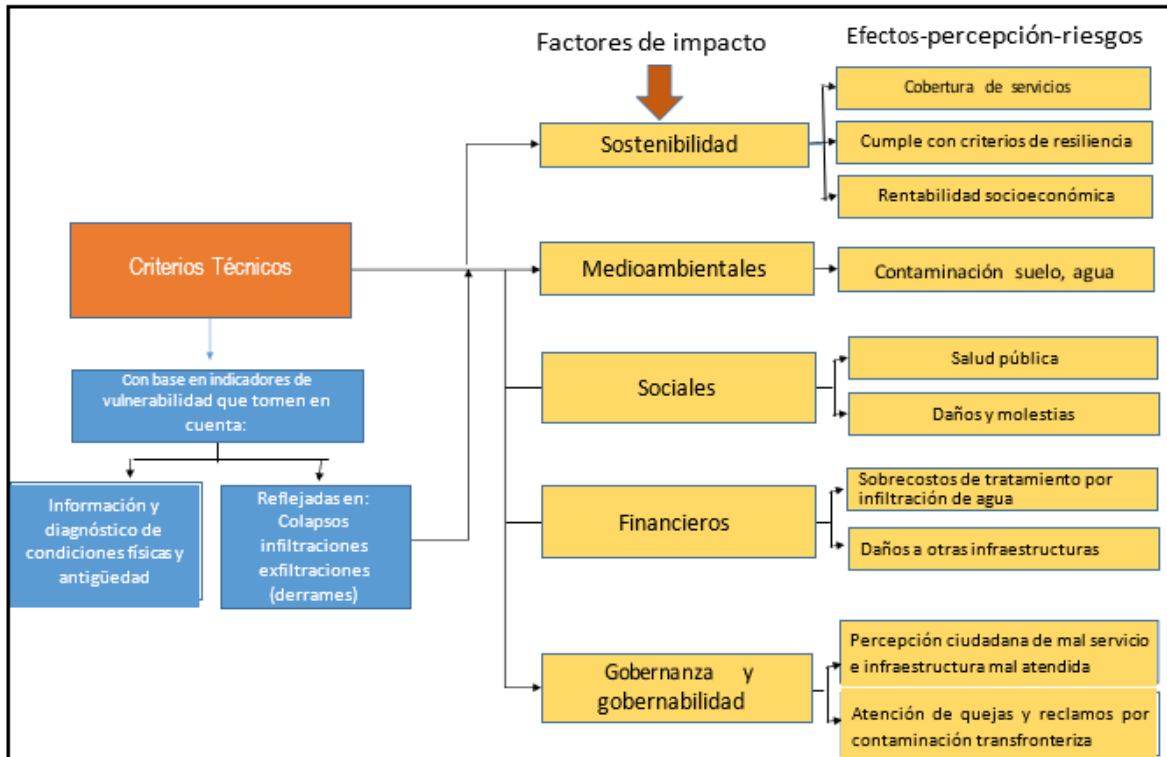 Factores de impacto
Efectos-percepción-riesgos
Sostenibilidad
Cobertura de servicios
Cumple con criterios de resiliencia
Rentabilidad socioeconómica
Criterios Técnicos
Medioambientales
Contaminación suelo, agua
Con base en indicadores de
vulnerabilidad que tomen en
cuenta:
Información y
diagnóstico de
condiciones físicas y
antigüedad
Reflejadas en:
Colapsos
infiltraciones
exfiltraciones
(derrames)
Sociales
Salud pública
Daños y molestias
Financieros
Sobrecostos de tratamiento por
infiltración de agua
Daños a otras infraestructuras
Gobernanza y
gobernabilidad
Percepción ciudadana de mal servicio
e infraestructura mal atendida
Atención de quejas y reclamos por
contaminación transfronteriza